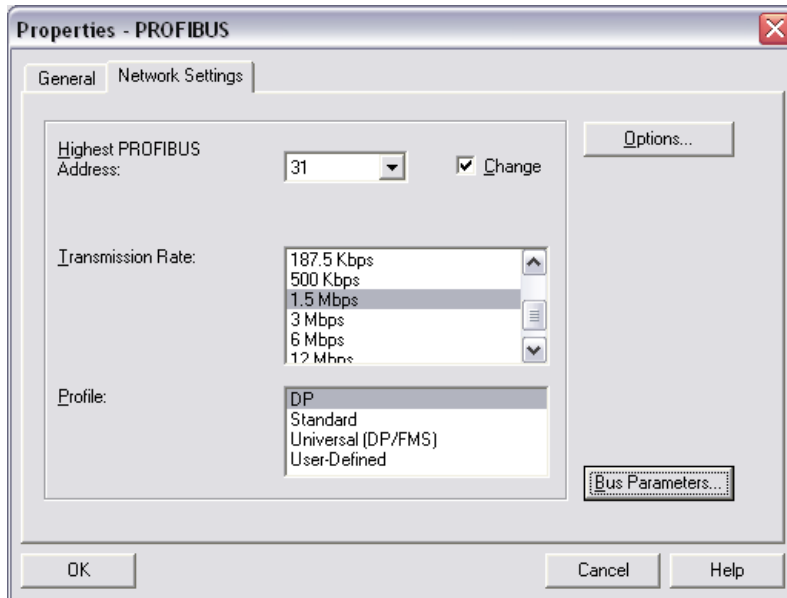 Properties - PROFIBUS
General
Network Settings
Highest PROFIBUS
Address:
31
Change
Options...
Transmission Rate:
187.5 Kbps
500 Kbps
1.5 Mbps
3 Mbps
6 Mbps
12 Mbps
Profile:
DP
Standard
Universal (DP/FMS)
User-Defined
Bus Parameters...
OK
Cancel
Help